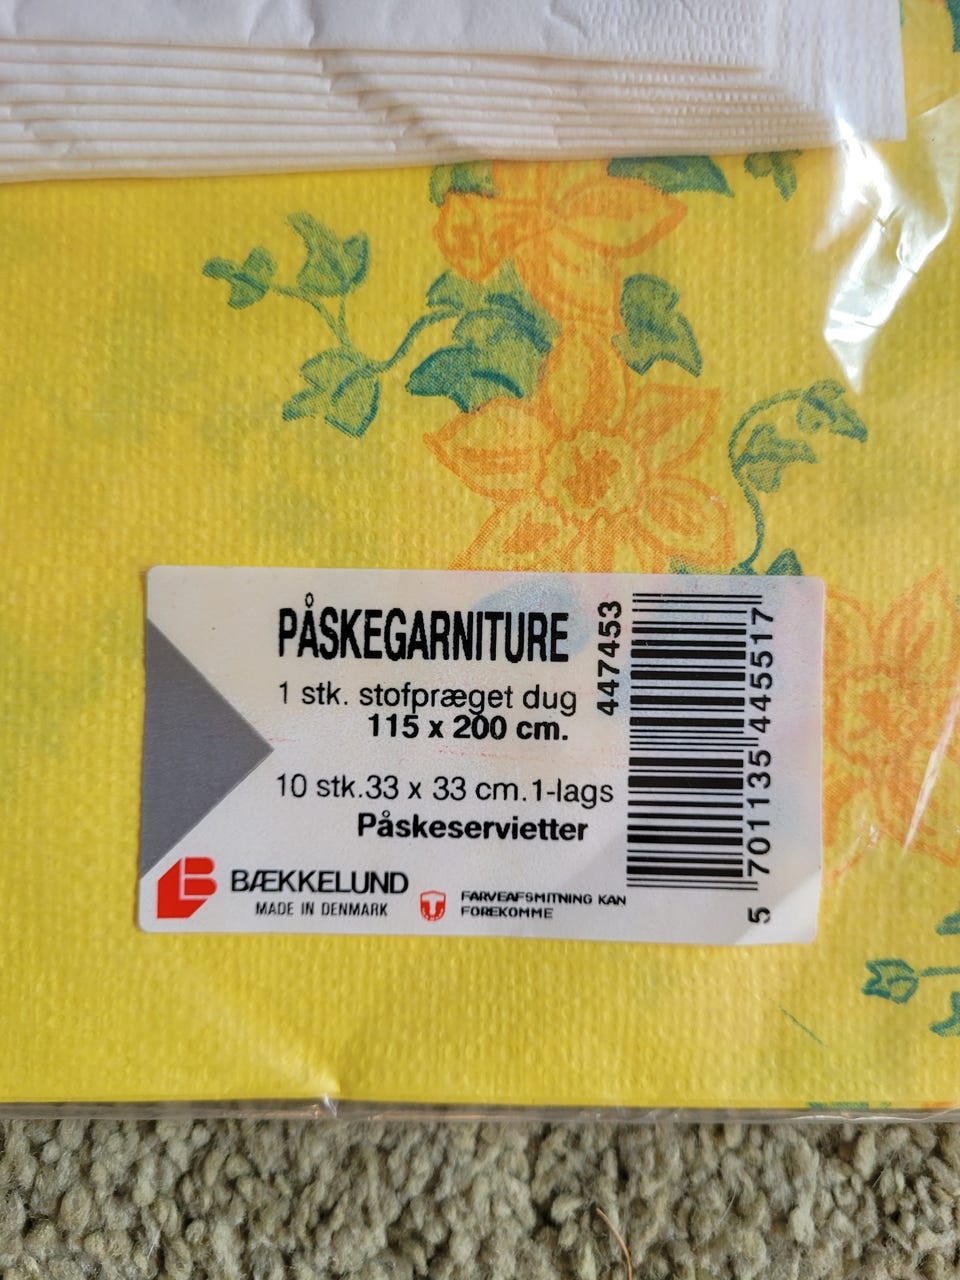 PÅSKEGARNITURE
1 stk. stofpræget dug
115 x 200 cm.
10 stk.33 x 33 cm.1-lags
Påskeservietter
BÆKKELUND
MADE IN DENMARK
FARVEAFSMITNING KAN
FOREKOMME
447453
5 701135 445517